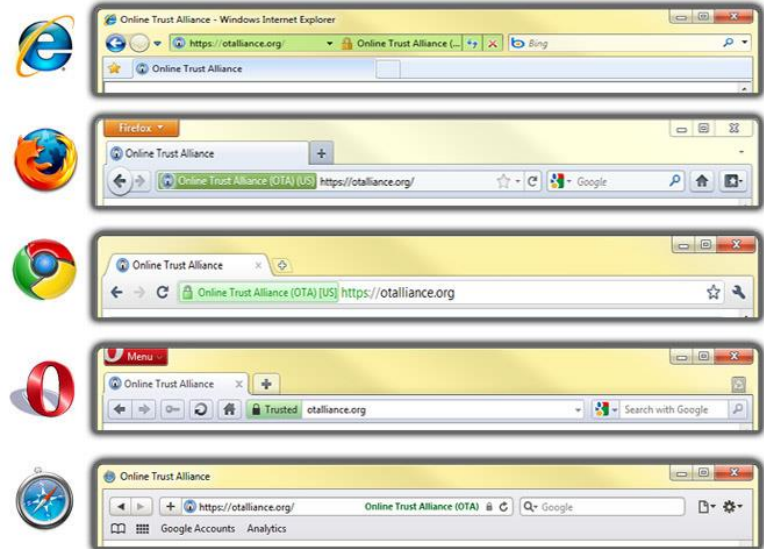 Online Trust Alliance - Windows Internet Explorer
https://otalliance.org/ Online Trust Alliance (... Bing
Online Trust Alliance
Firefox
Online Trust Alliance
Online Trust Alliance (OTA) (US) https://otalliance.org/ Google
Online Trust Alliance
Online Trust Alliance (OTA) [US] https://otalliance.org
Menu
Online Trust Alliance
Trusted otalliance.org Search with Google
Online Trust Alliance
https://otalliance.org/ Online Trust Alliance (OTA) Google
Google Accounts Analytics